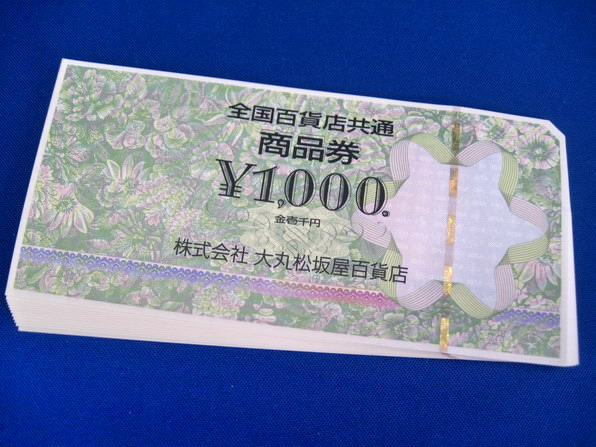 全国百貨店共通
商品券
¥1,000.
金壱千円
株式会社 大丸松坂屋百貨店